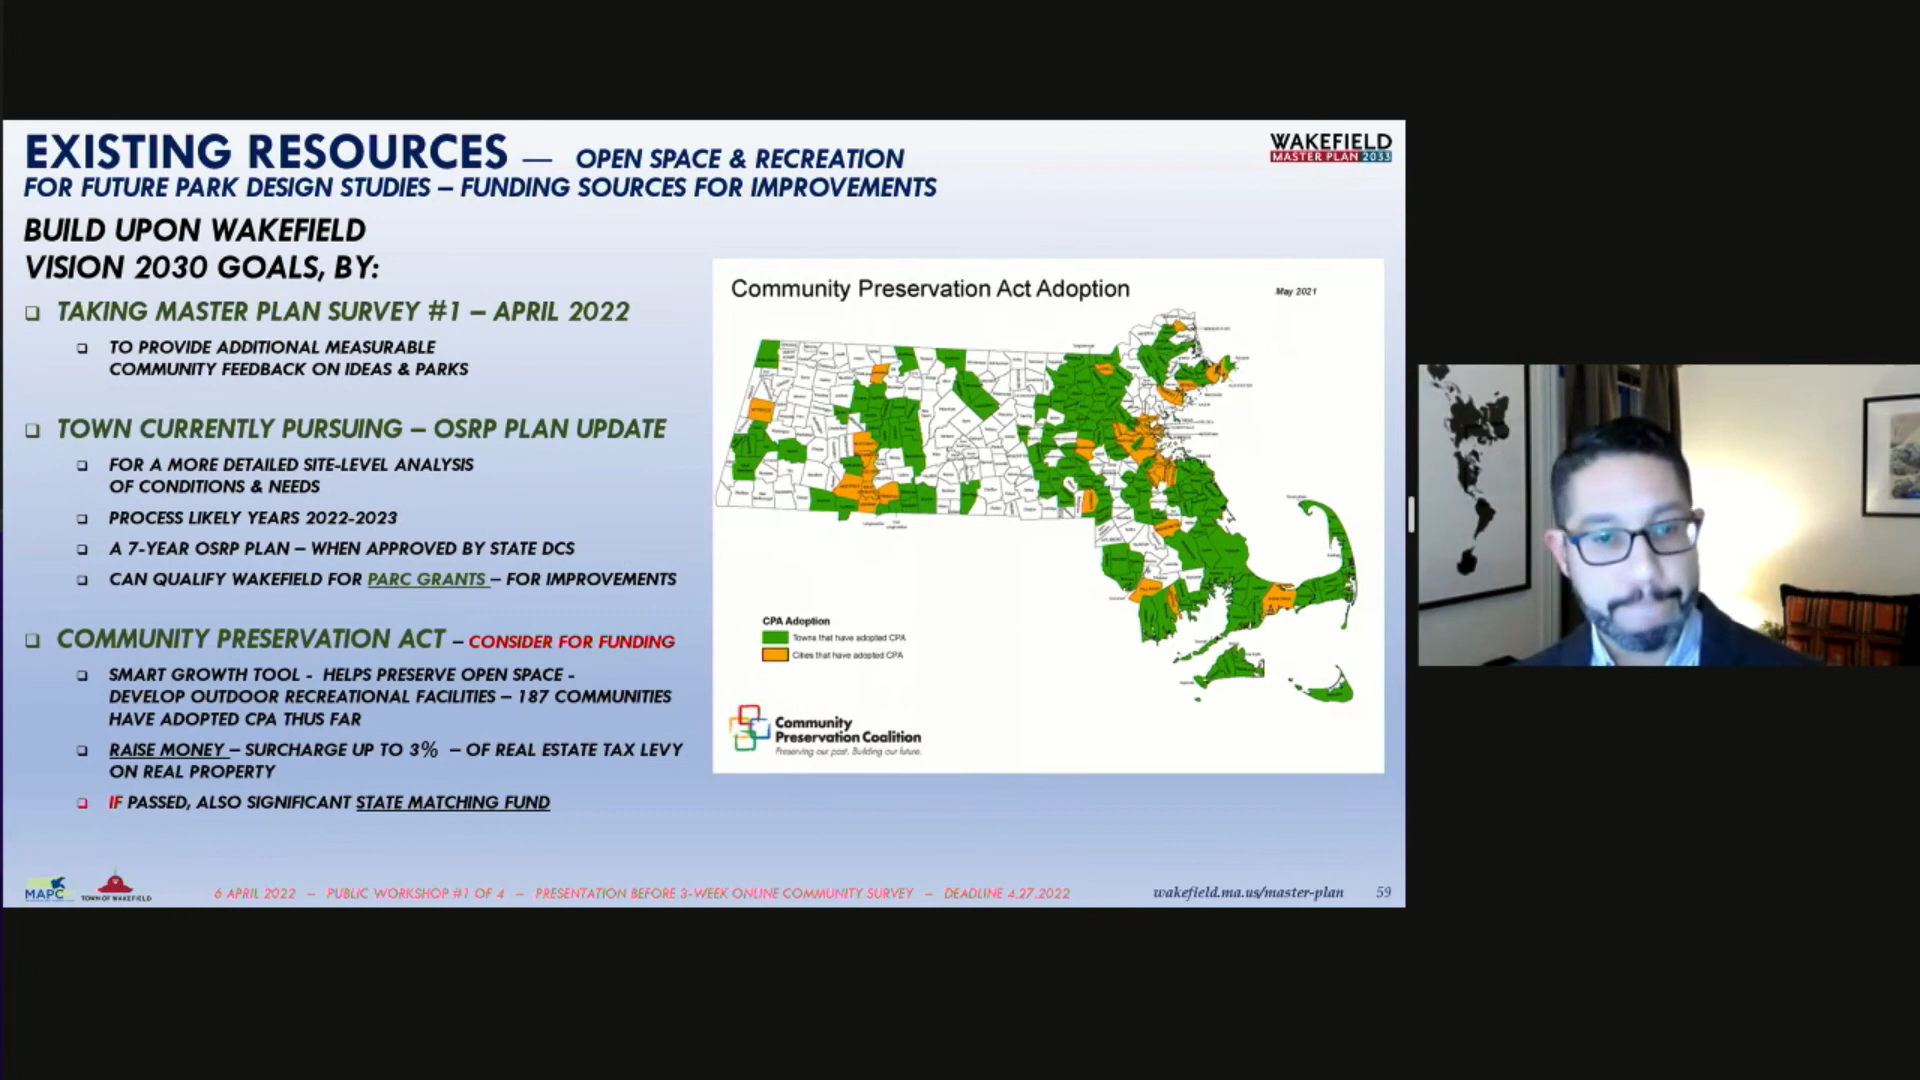 EXISTING RESOURCES — OPEN SPACE & RECREATION
FOR FUTURE PARK DESIGN STUDIES – FUNDING SOURCES FOR IMPROVEMENTS
WAKEFIELD
MASTER PLAN 2033
BUILD UPON WAKEFIELD
VISION 2030 GOALS, BY:
TAKING MASTER PLAN SURVEY #1 – APRIL 2022
TO PROVIDE ADDITIONAL MEASURABLE
COMMUNITY FEEDBACK ON IDEAS & PARKS
TOWN CURRENTLY PURSUING – OSRP PLAN UPDATE
FOR A MORE DETAILED SITE-LEVEL ANALYSIS
OF CONDITIONS & NEEDS
PROCESS LIKELY YEARS 2022-2023
A 7-YEAR OSRP PLAN – WHEN APPROVED BY STATE DCS
CAN QUALIFY WAKEFIELD FOR PARC GRANTS – FOR IMPROVEMENTS
COMMUNITY PRESERVATION ACT – CONSIDER FOR FUNDING
SMART GROWTH TOOL - HELPS PRESERVE OPEN SPACE -
DEVELOP OUTDOOR RECREATIONAL FACILITIES – 187 COMMUNITIES
HAVE ADOPTED CPA THUS FAR
RAISE MONEY – SURCHARGE UP TO 3% – OF REAL ESTATE TAX LEVY
ON REAL PROPERTY
IF PASSED, ALSO SIGNIFICANT STATE MATCHING FUND
Community Preservation Act Adoption
May 2021
CPA Adoption
Towns that have adopted CPA
Cities that have adopted CPA
Community
Preservation Coalition
Preserving our past. Building our future.
MAPC
TOWN OF WAKEFIELD
6 APRIL 2022 – PUBLIC WORKSHOP #1 OF 4 – PRESENTATION BEFORE 3-WEEK ONLINE COMMUNITY SURVEY – DEADLINE 4.27.2022
wakefield.ma.us/master-plan
59